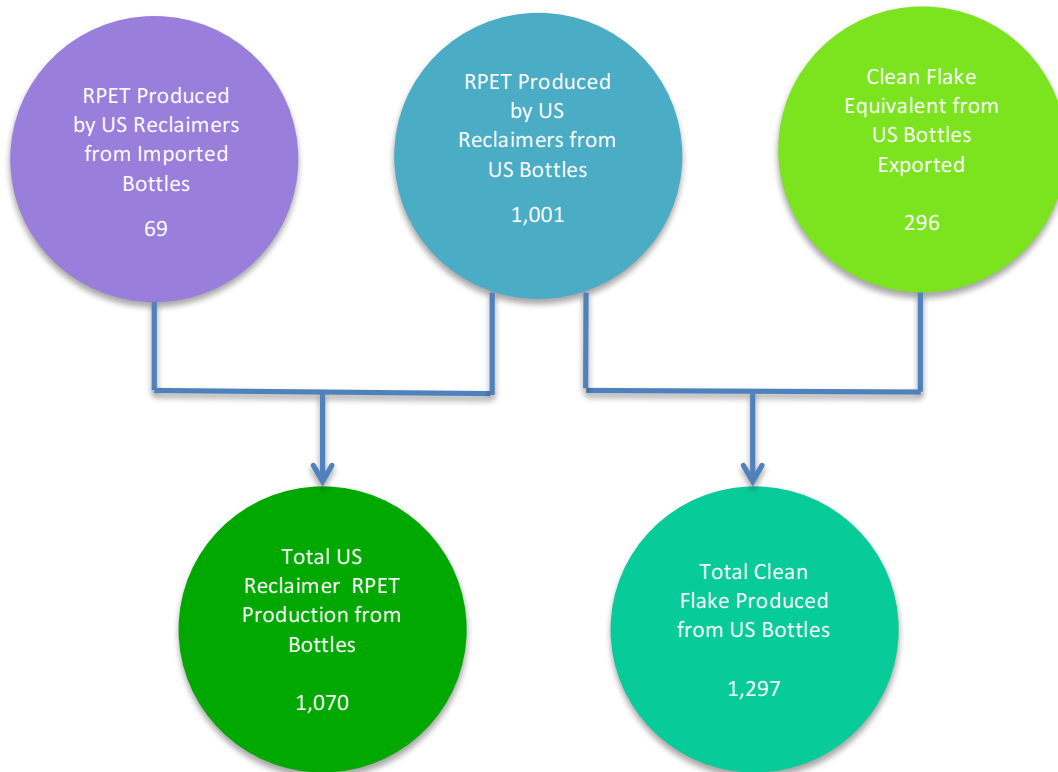 RPET Produced
by US Reclaimers
from Imported
Bottles
69
RPET Produced
by US
Reclaimers from
US Bottles
1,001
Clean Flake
Equivalent from
US Bottles
Exported
296
Total US
Reclaimer RPET
Production from
Bottles
1,070
Total Clean
Flake Produced
from US Bottles
1,297